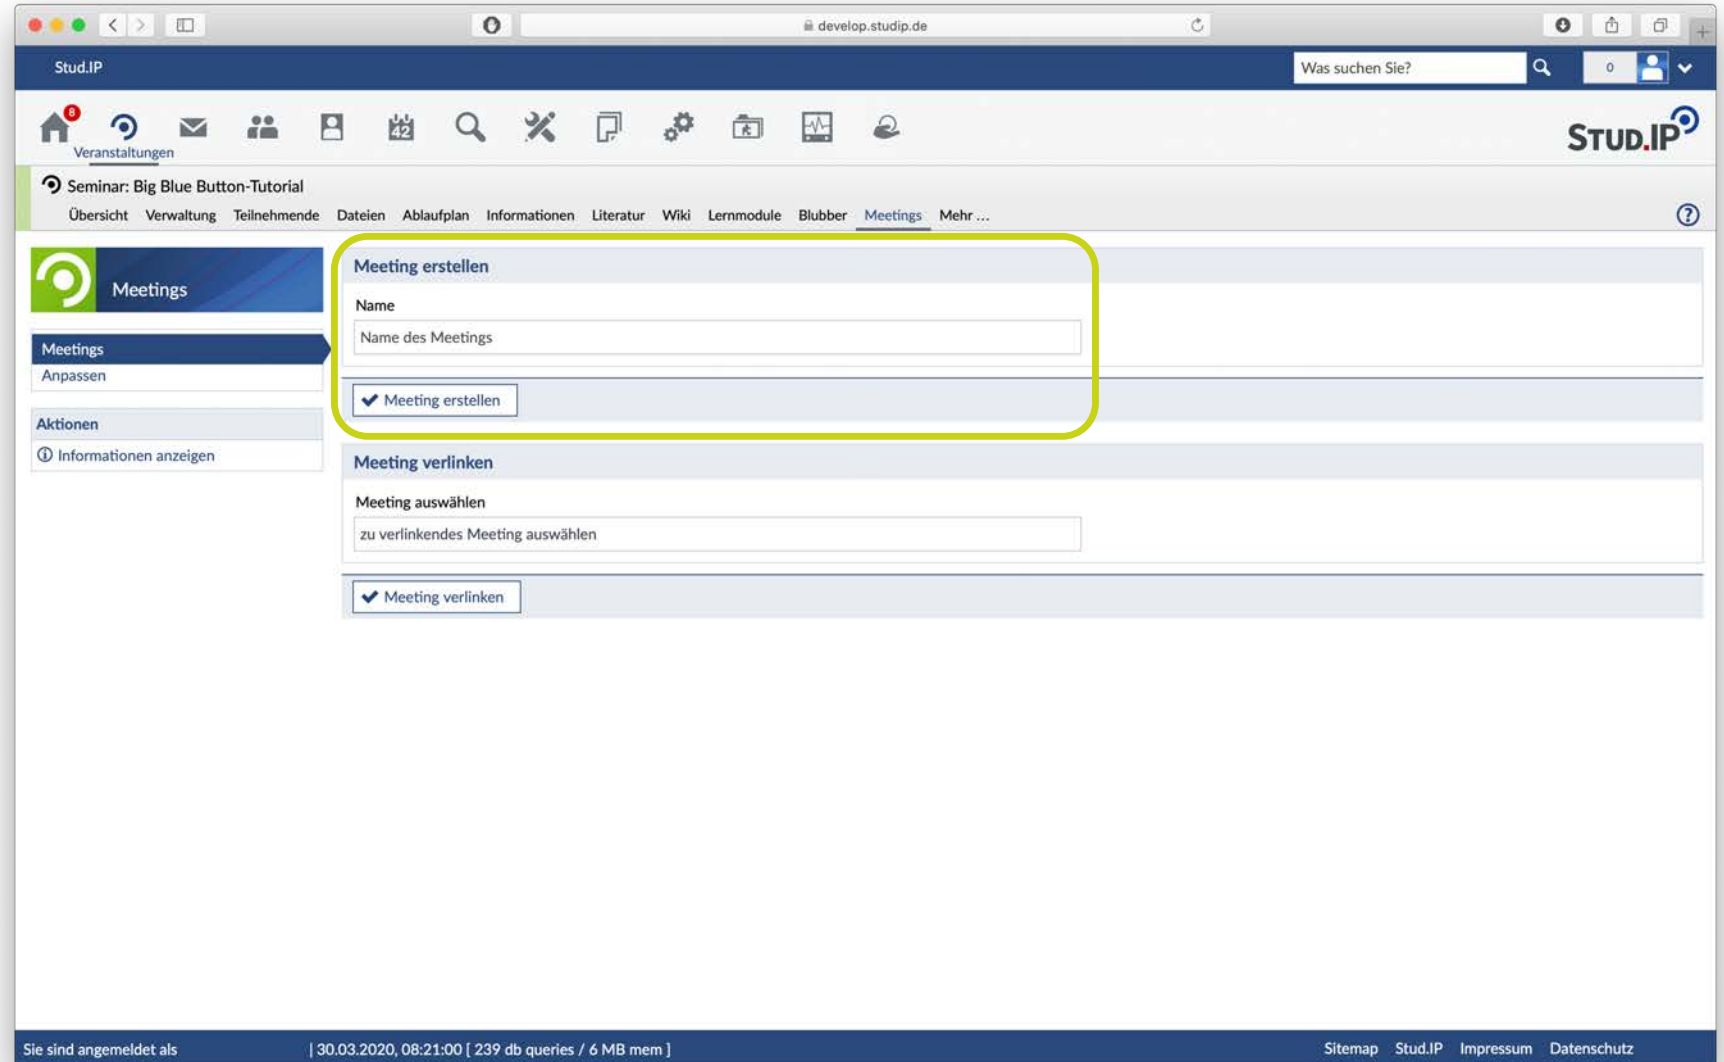 develop.studip.de
Stud.IP
Was suchen Sie?
0
8
42
Veranstaltungen
STUD.IP
Seminar: Big Blue Button-Tutorial
Übersicht Verwaltung Teilnehmende Dateien Ablaufplan Informationen Literatur Wiki Lernmodule Blubber Meetings Mehr ...
Meetings
Meetings
Anpassen
Aktionen
Informationen anzeigen
Meeting erstellen
Name
Name des Meetings
Meeting erstellen
Meeting verlinken
Meeting auswählen
zu verlinkendes Meeting auswählen
Meeting verlinken
Sie sind angemeldet als | 30.03.2020, 08:21:00 [ 239 db queries / 6 MB mem ]
Sitemap Stud.IP Impressum Datenschutz